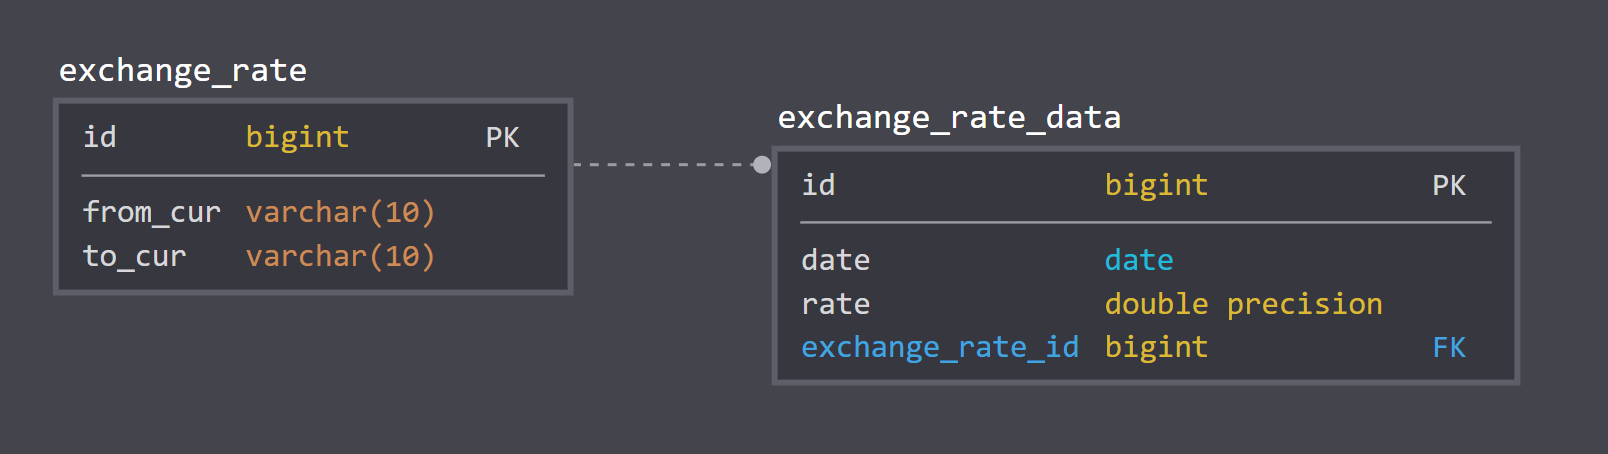 exchange_rate
id bigint PK
from_cur varchar(10)
to_cur varchar(10)
exchange_rate_data
id bigint PK
date date
rate double precision
exchange_rate_id bigint FK